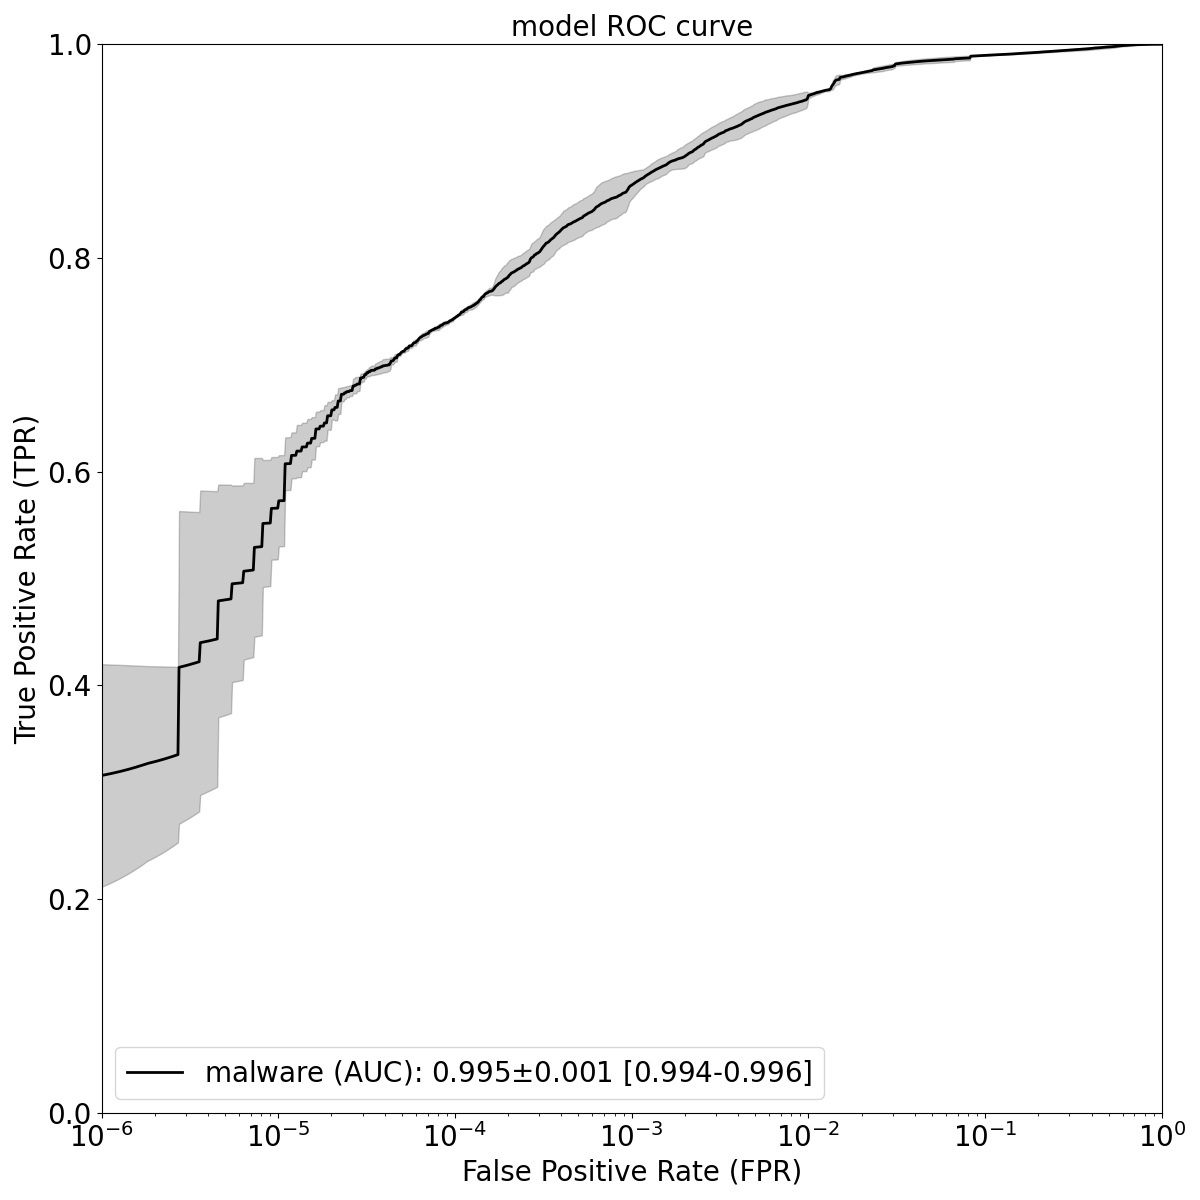 model ROC curve
1.0
0.8
0.6
0.4
0.2
0.0
True Positive Rate (TPR)
malware (AUC): 0.995±0.001 [0.994-0.996]
10⁻⁶ 10⁻⁵ 10⁻⁴ 10⁻³ 10⁻² 10⁻¹ 10⁰
False Positive Rate (FPR)